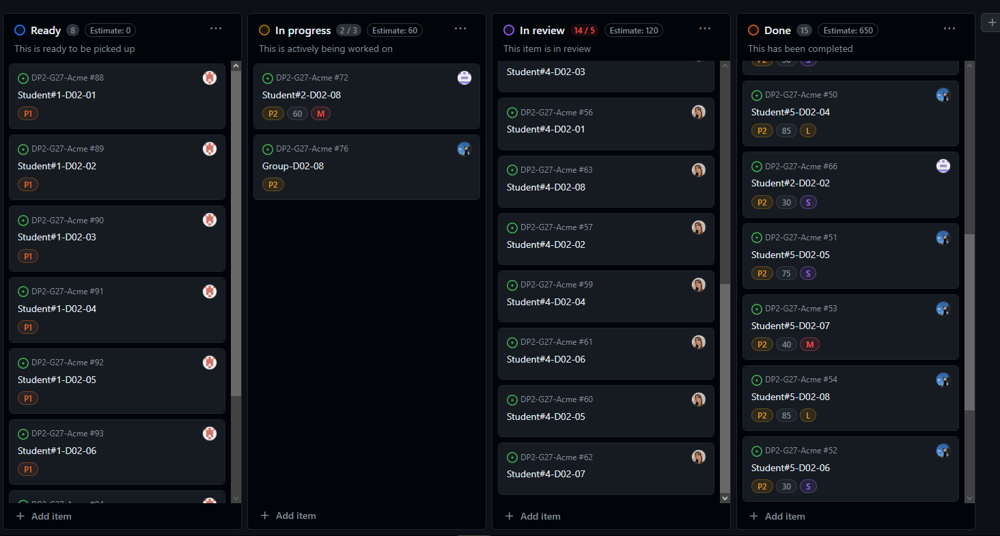 Ready 8 Estimate: 0 ...
This is ready to be picked up
DP2-G27-Acme #88
Student#1-D02-01
P1
DP2-G27-Acme #89
Student#1-D02-02
P1
DP2-G27-Acme #90
Student#1-D02-03
P1
DP2-G27-Acme #91
Student#1-D02-04
P1
DP2-G27-Acme #92
Student#1-D02-05
P1
DP2-G27-Acme #93
Student#1-D02-06
P1
+ Add item
In progress 2 / 3 Estimate: 60 ...
This is actively being worked on
DP2-G27-Acme #72
Student#2-D02-08
P2 60 M
DP2-G27-Acme #76
Group-D02-08
P2
+ Add item
In review 14 / 5 Estimate: 120 ...
This item is in review
Student#4-D02-03
DP2-G27-Acme #56
Student#4-D02-01
DP2-G27-Acme #63
Student#4-D02-08
DP2-G27-Acme #57
Student#4-D02-02
DP2-G27-Acme #59
Student#4-D02-04
DP2-G27-Acme #61
Student#4-D02-06
DP2-G27-Acme #60
Student#4-D02-05
DP2-G27-Acme #62
Student#4-D02-07
+ Add item
Done 15 Estimate: 650 ...
This has been completed
DP2-G27-Acme #50
Student#5-D02-04
P2 85 L
DP2-G27-Acme #66
Student#2-D02-02
P2 30 S
DP2-G27-Acme #51
Student#5-D02-05
P2 75 S
DP2-G27-Acme #53
Student#5-D02-07
P2 40 M
DP2-G27-Acme #54
Student#5-D02-08
P2 85 L
DP2-G27-Acme #52
Student#5-D02-06
P2 30 S
+ Add item
+